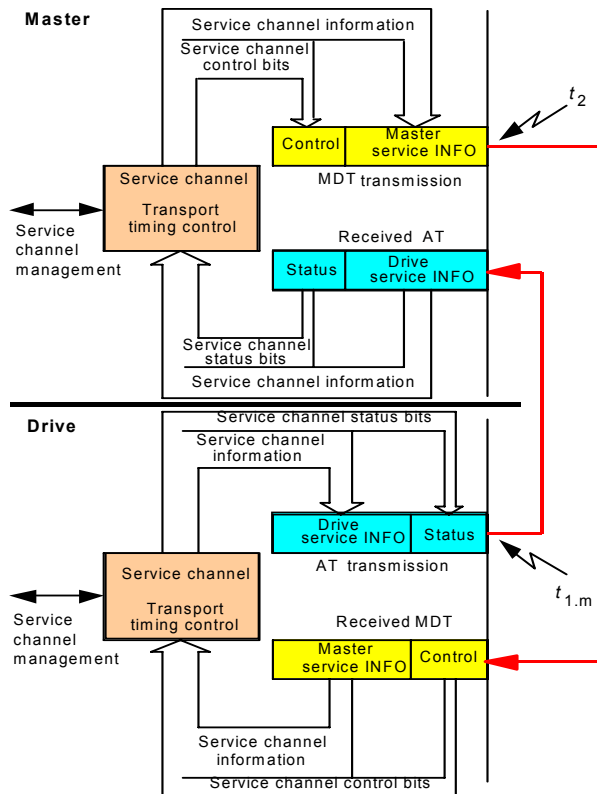 Master
Service channel information
Service channel
control bits
t2
Control
Master
service INFO
MDT transmission
Service channel
Transport
timing control
Service
channel
management
Received AT
Status
Drive
service INFO
Service channel
status bits
Service channel information
Drive
Service channel status bits
Service channel
information
Drive
service INFO
Status
AT transmission
t1.m
Service channel
Transport
timing control
Service
channel
management
Received MDT
Master
service INFO
Control
Service channel
information
Service channel control bits